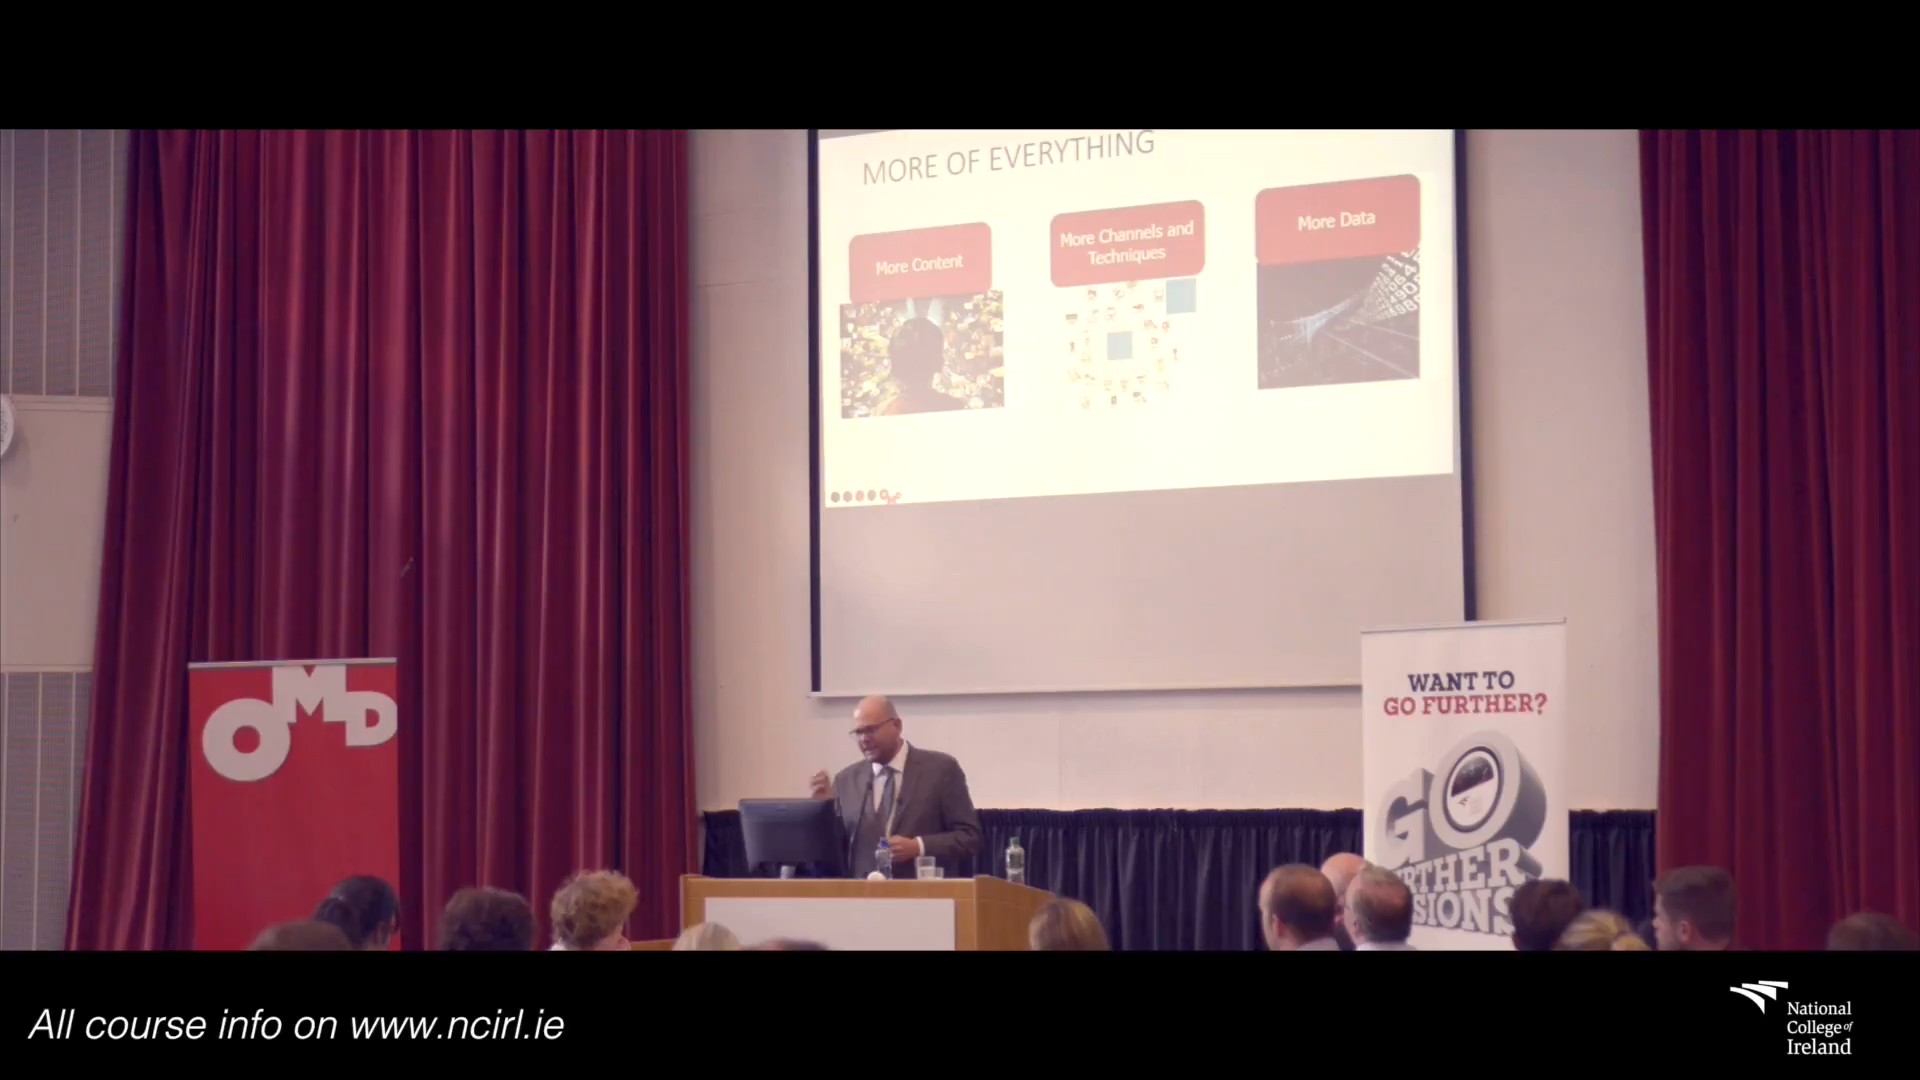 MORE OF EVERYTHING
More Content
More Channels and
Techniques
More Data
OMD
WANT TO
GO FURTHER?
GO
All course info on www.ncirl.ie
National
College of
Ireland